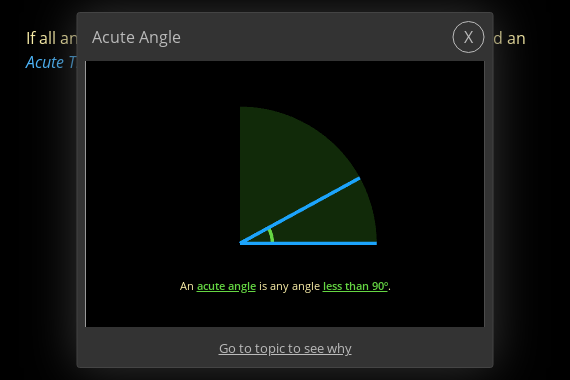 If all an
d an
Acute T
Acute Angle
X
An acute angle is any angle less than 90º.
Go to topic to see why